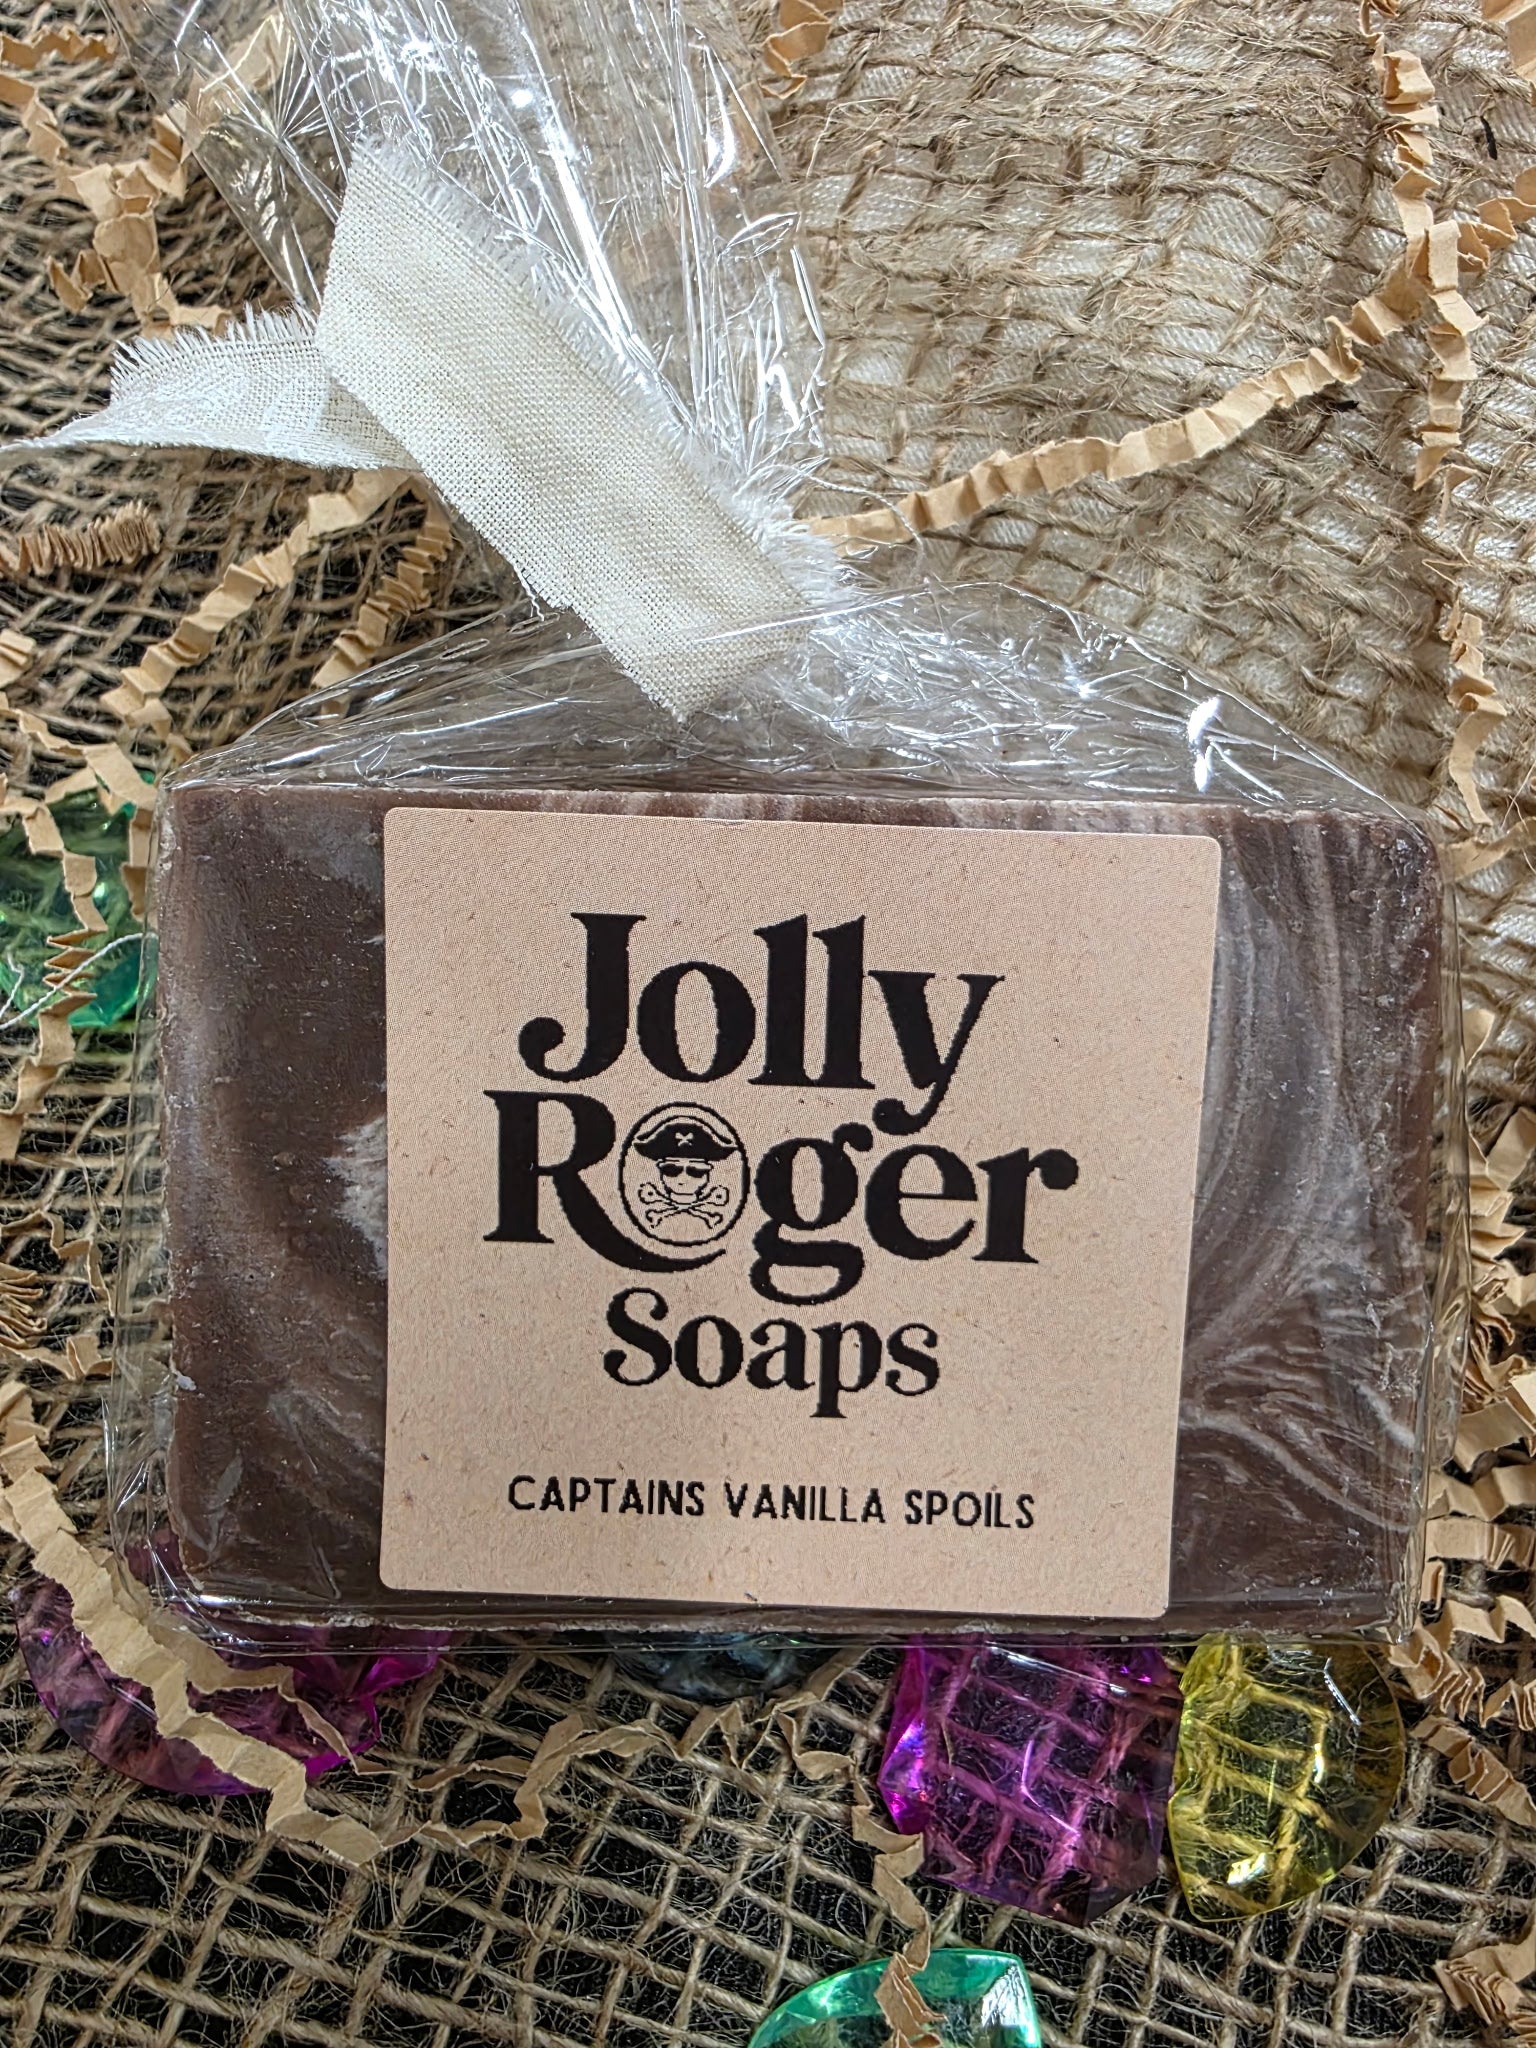 Jolly
Roger
Soaps
CAPTAINS VANILLA SPOILS